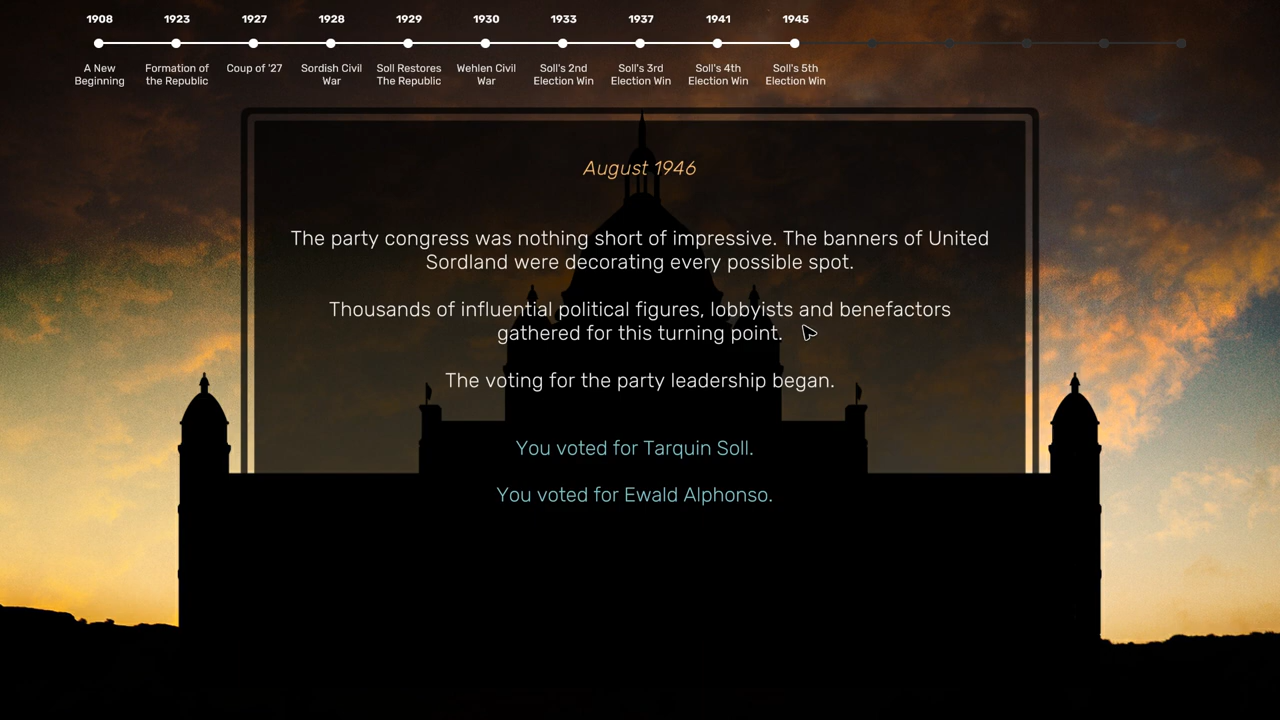 1908 1923 1927 1928 1929 1930 1933 1937 1941 1945
A New Formation of Coup of '27 Sordish Civil Soll Restores Wehlen Civil Soll's 2nd Soll's 3rd Soll's 4th Soll's 5th
Beginning the Republic War The Republic War Election Win Election Win Election Win Election Win
August 1946
The party congress was nothing short of impressive. The banners of United
Sordland were decorating every possible spot.
Thousands of influential political figures, lobbyists and benefactors
gathered for this turning point.
The voting for the party leadership began.
You voted for Tarquin Soll.
You voted for Ewald Alphonso.